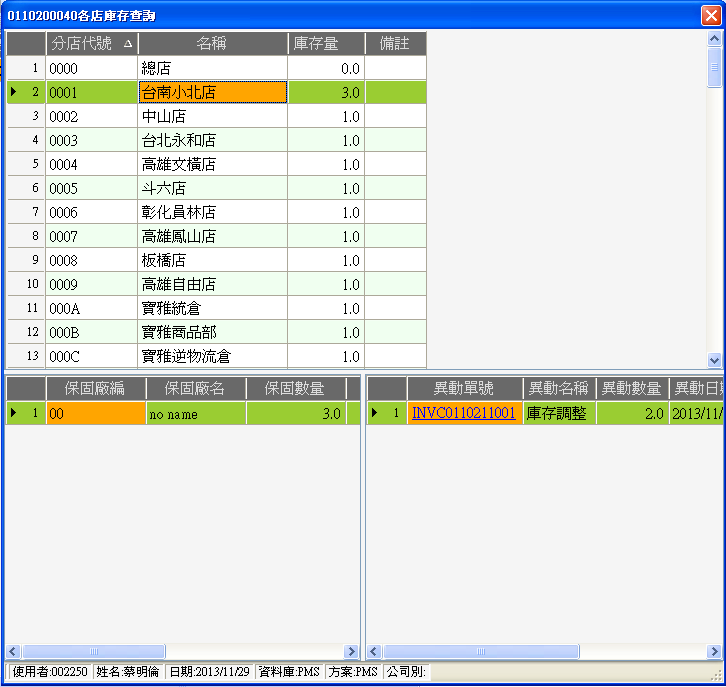 0110200040各店庫存查詢
分店代號 名稱 庫存量 備註
1 0000 總店 0.0
2 0001 台南小北店 3.0
3 0002 中山店 1.0
4 0003 台北永和店 1.0
5 0004 高雄文橫店 1.0
6 0005 斗六店 1.0
7 0006 彰化員林店 1.0
8 0007 高雄鳳山店 1.0
9 0008 板橋店 1.0
10 0009 高雄自由店 1.0
11 000A 寶雅統倉 1.0
12 000B 寶雅商品部 1.0
13 000C 寶雅逆物流倉 1.0
保固廠編 保固廠名 保固數量
1 00 no name 3.0
異動單號 異動名稱 異動數量 異動日
1 INVC0110211001 庫存調整 2.0 2013/11/
使用者:002250 姓名:蔡明倫 日期:2013/11/29 資料庫:PMS 方案:PMS 公司別: